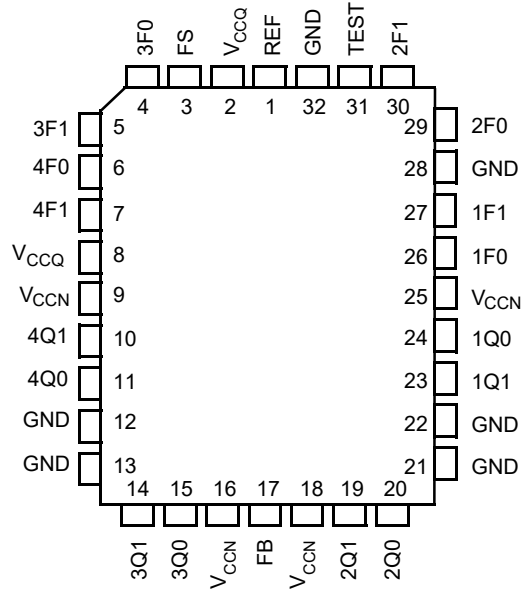 3F0 FS VCCQ REF GND TEST 2F1
4 3 2 1 32 31 30
3F1 5 29 2F0
4F0 6 28 GND
4F1 7 27 1F1
VCCQ 8 26 1F0
VCCN 9 25 VCCN
4Q1 10 24 1Q0
4Q0 11 23 1Q1
GND 12 22 GND
GND 13 21 GND
14 15 16 17 18 19 20
3Q1 3Q0 VCCN FB VCCN 2Q1 2Q0